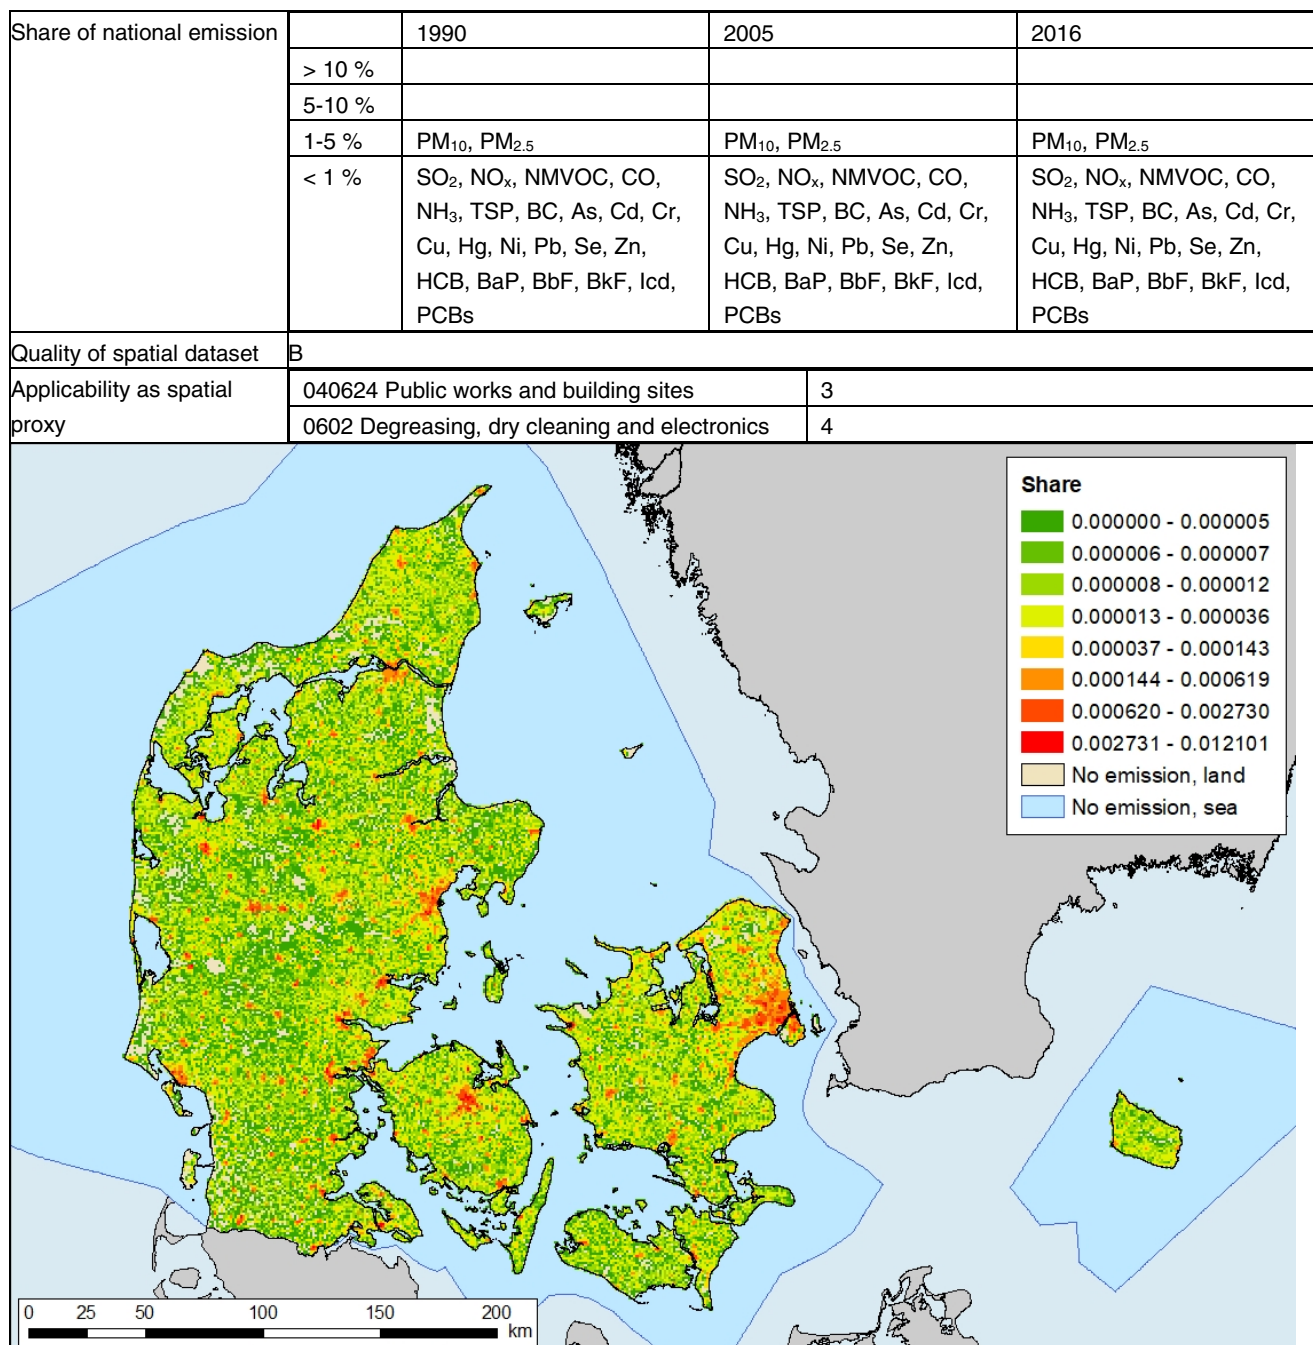 Share of national emission 1990 2005 2016
> 10 %
5-10 %
1-5 % PM₁₀, PM₂.₅ PM₁₀, PM₂.₅ PM₁₀, PM₂.₅
< 1 % SO₂, NOₓ, NMVOC, CO, SO₂, NOₓ, NMVOC, CO, SO₂, NOₓ, NMVOC, CO,
NH₃, TSP, BC, As, Cd, Cr, NH₃, TSP, BC, As, Cd, Cr, NH₃, TSP, BC, As, Cd, Cr,
Cu, Hg, Ni, Pb, Se, Zn, Cu, Hg, Ni, Pb, Se, Zn, Cu, Hg, Ni, Pb, Se, Zn,
HCB, BaP, BbF, BkF, Icd, HCB, BaP, BbF, BkF, Icd, HCB, BaP, BbF, BkF, Icd,
PCBs PCBs PCBs
Quality of spatial dataset B
Applicability as spatial 040624 Public works and building sites 3
proxy 0602 Degreasing, dry cleaning and electronics 4
Share
0.000000 - 0.000005
0.000006 - 0.000007
0.000008 - 0.000012
0.000013 - 0.000036
0.000037 - 0.000143
0.000144 - 0.000619
0.000620 - 0.002730
0.002731 - 0.012101
No emission, land
No emission, sea
0 25 50 100 150 200
km